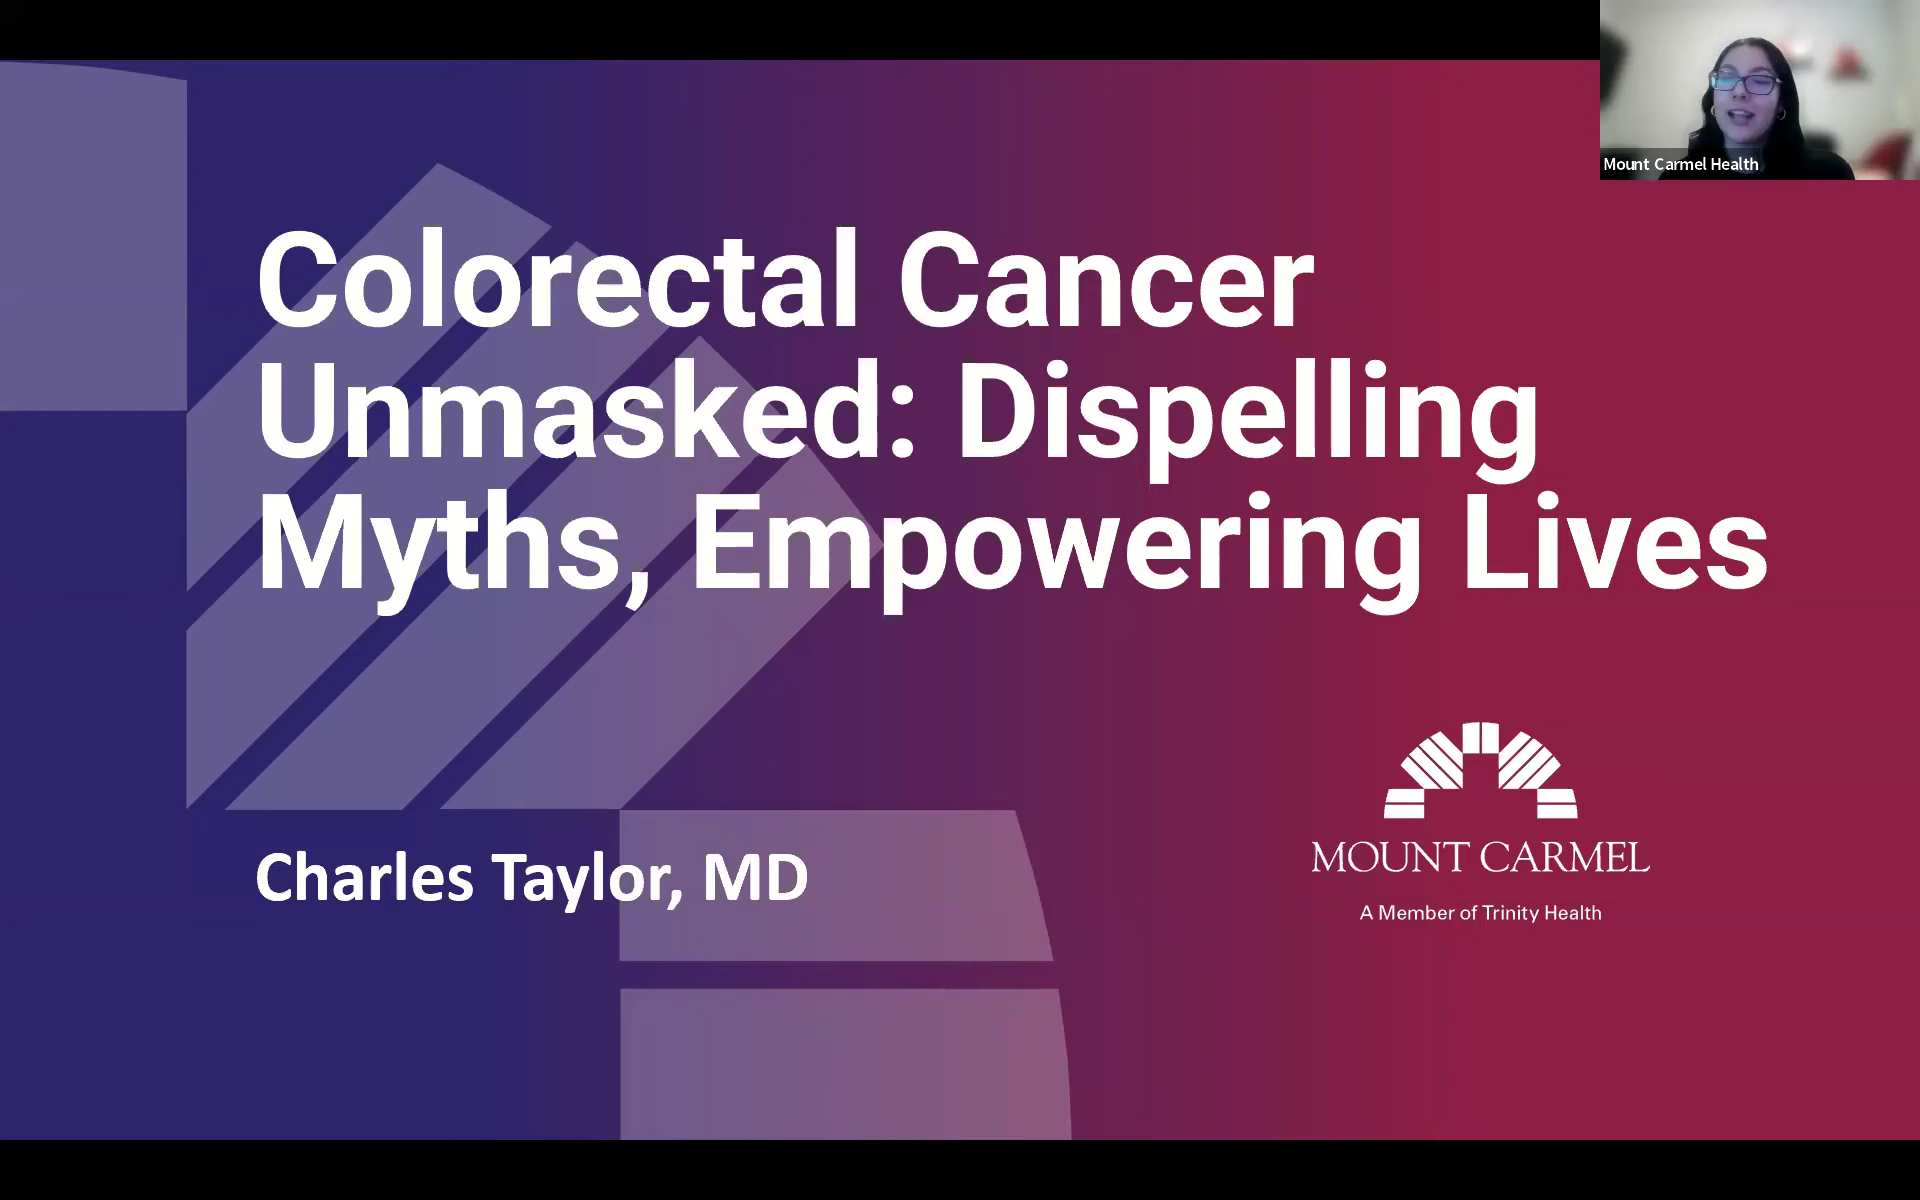 Mount Carmel Health
Colorectal Cancer
Unmasked: Dispelling
Myths, Empowering Lives
Charles Taylor, MD
MOUNT CARMEL
A Member of Trinity Health